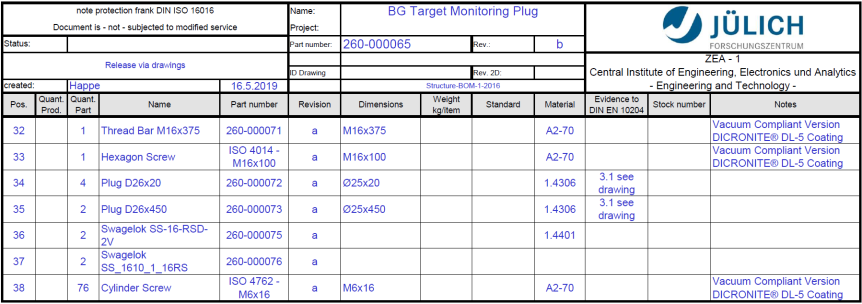 note protection frank DIN ISO 16016
Document is - not - subjected to modified service
Name: BG Target Monitoring Plug
Project:
JÜLICH
FORSCHUNGSZENTRUM
Status:
Part number: 260-000065 Rev.: b
Release via drawings
ZEA - 1
Central Institute of Engineering, Electronics und Analytics
- Engineering and Technology -
ID Drawing Rev. 2D:
created: Happe 16.5.2019 Structure-BOM-1-2016
Pos. Quant. Prod. Quant. Part Name Part number Revision Dimensions Weight kg/item Standard Material Evidence to DIN EN 10204 Stock number Notes
32 1 Thread Bar M16x375 260-000071 a M16x375 A2-70 Vacuum Compliant Version
DICRONITE® DL-5 Coating
33 1 Hexagon Screw ISO 4014 - M16x100 a M16x100 A2-70 Vacuum Compliant Version
DICRONITE® DL-5 Coating
34 4 Plug D26x20 260-000072 a Ø25x20 1.4306 3.1 see
drawing
35 2 Plug D26x450 260-000073 a Ø25x450 1.4306 3.1 see
drawing
36 2 Swagelok SS-16-RSD-
2V 260-000075 a 1.4401
37 2 Swagelok
SS_1610_1_16RS 260-000076 a
38 76 Cylinder Screw ISO 4762 - M6x16 a M6x16 A2-70 Vacuum Compliant Version
DICRONITE® DL-5 Coating